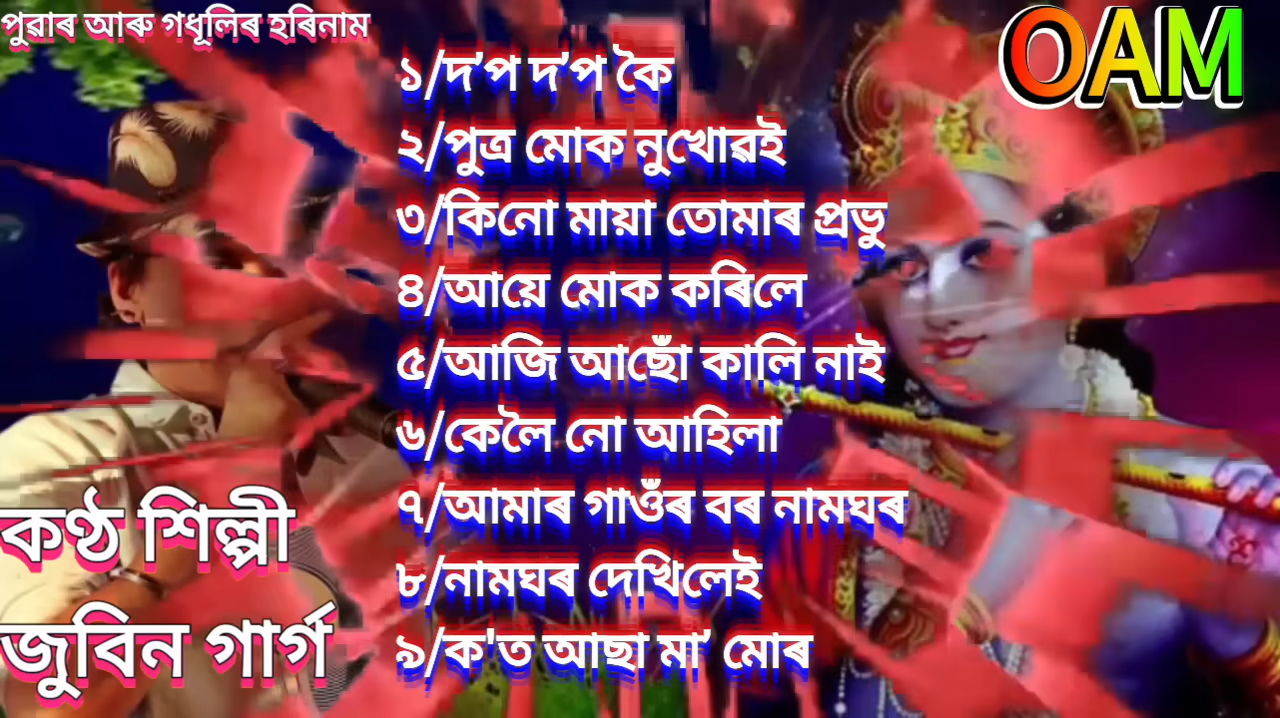 পুৱাৰ আৰু গধূলিৰ হৰিনাম
OAM
১/দ'প দ'প কৈ
২/পুত্ৰ মোক নুখোৱই
৩/কিনো মায়া তোমাৰ প্ৰভু
৪/আয়ে মোক কৰিলে
৫/আজি আছোঁ কালি নাই
৬/কেলৈ নো আহিলা
৭/আমাৰ গাওঁৰ বৰ নামঘৰ
৮/নামঘৰ দেখিলেই
৯/ক'ত আছা মা' মোৰ
কণ্ঠ শিল্পী
জুবিন গাৰ্গ